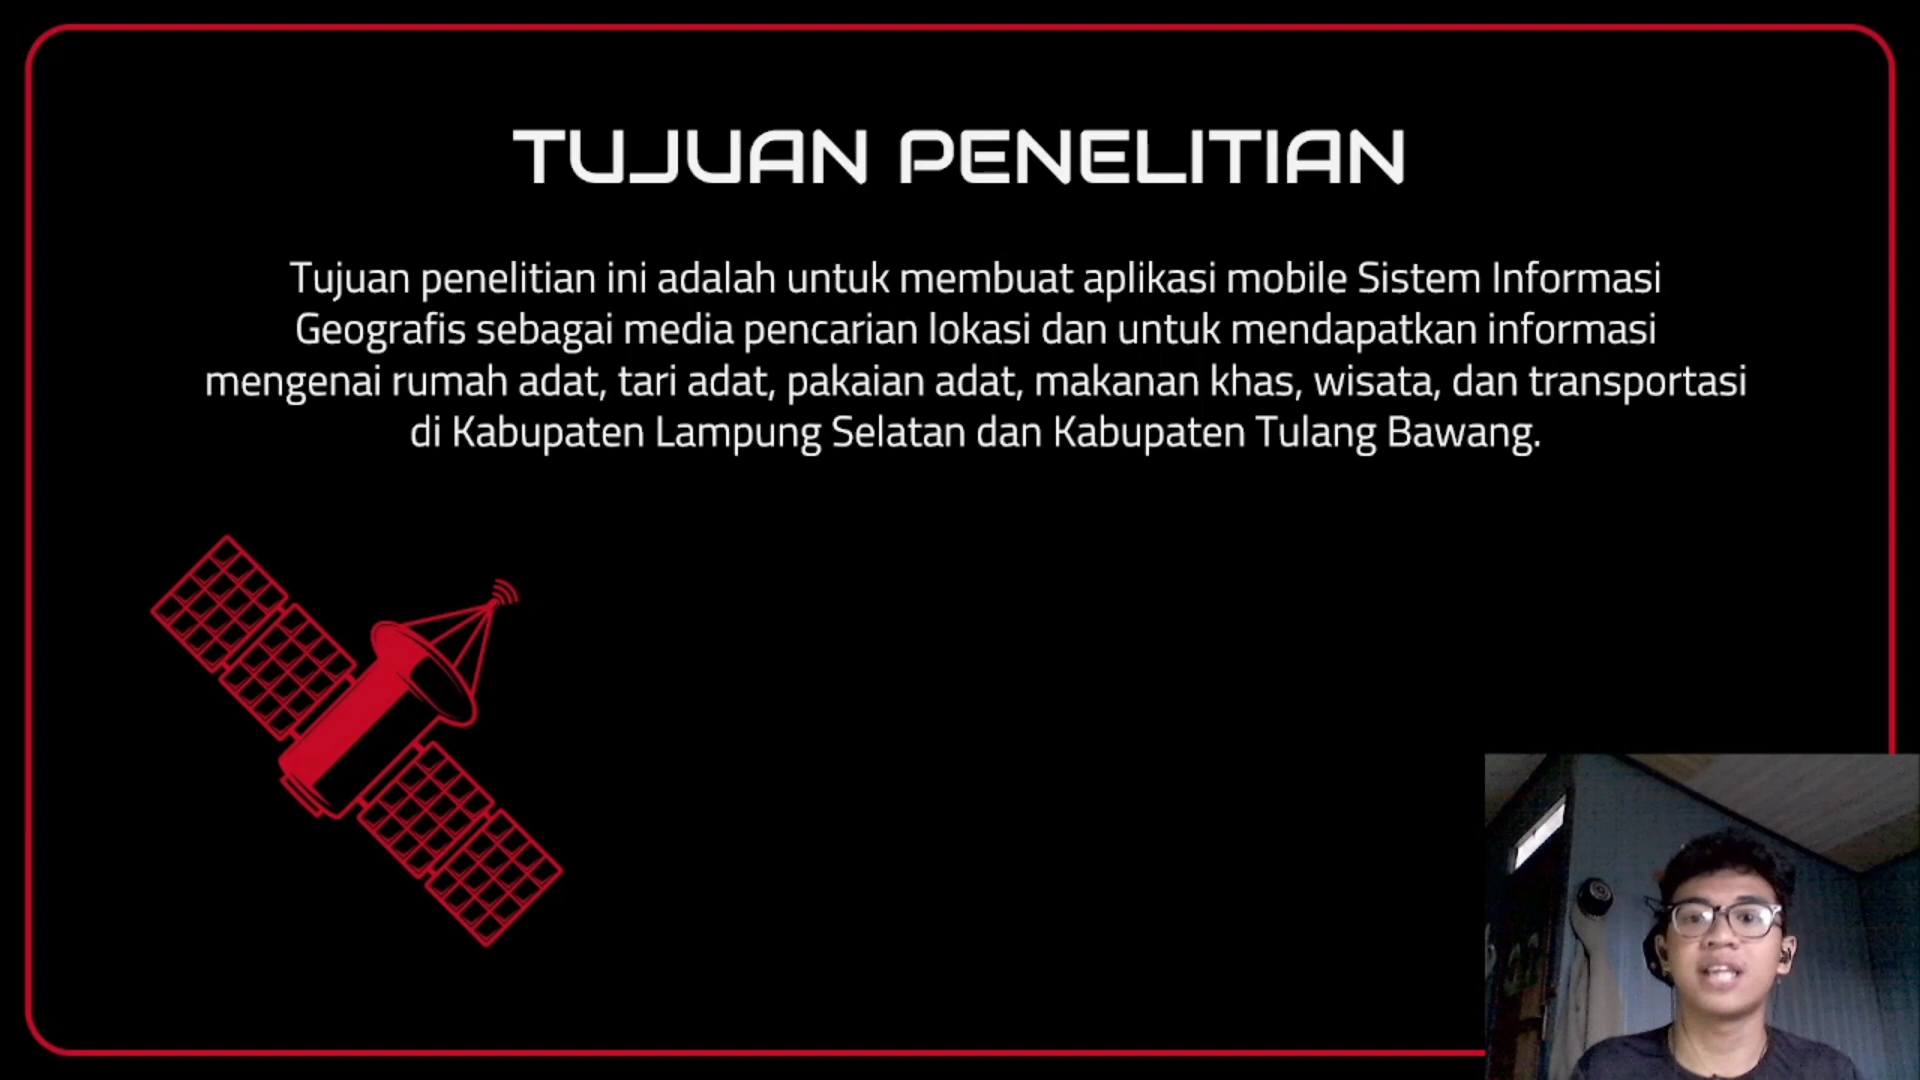 TUJUAN PENELITIAN
Tujuan penelitian ini adalah untuk membuat aplikasi mobile Sistem Informasi
Geografis sebagai media pencarian lokasi dan untuk mendapatkan informasi
mengenai rumah adat, tari adat, pakaian adat, makanan khas, wisata, dan transportasi
di Kabupaten Lampung Selatan dan Kabupaten Tulang Bawang.